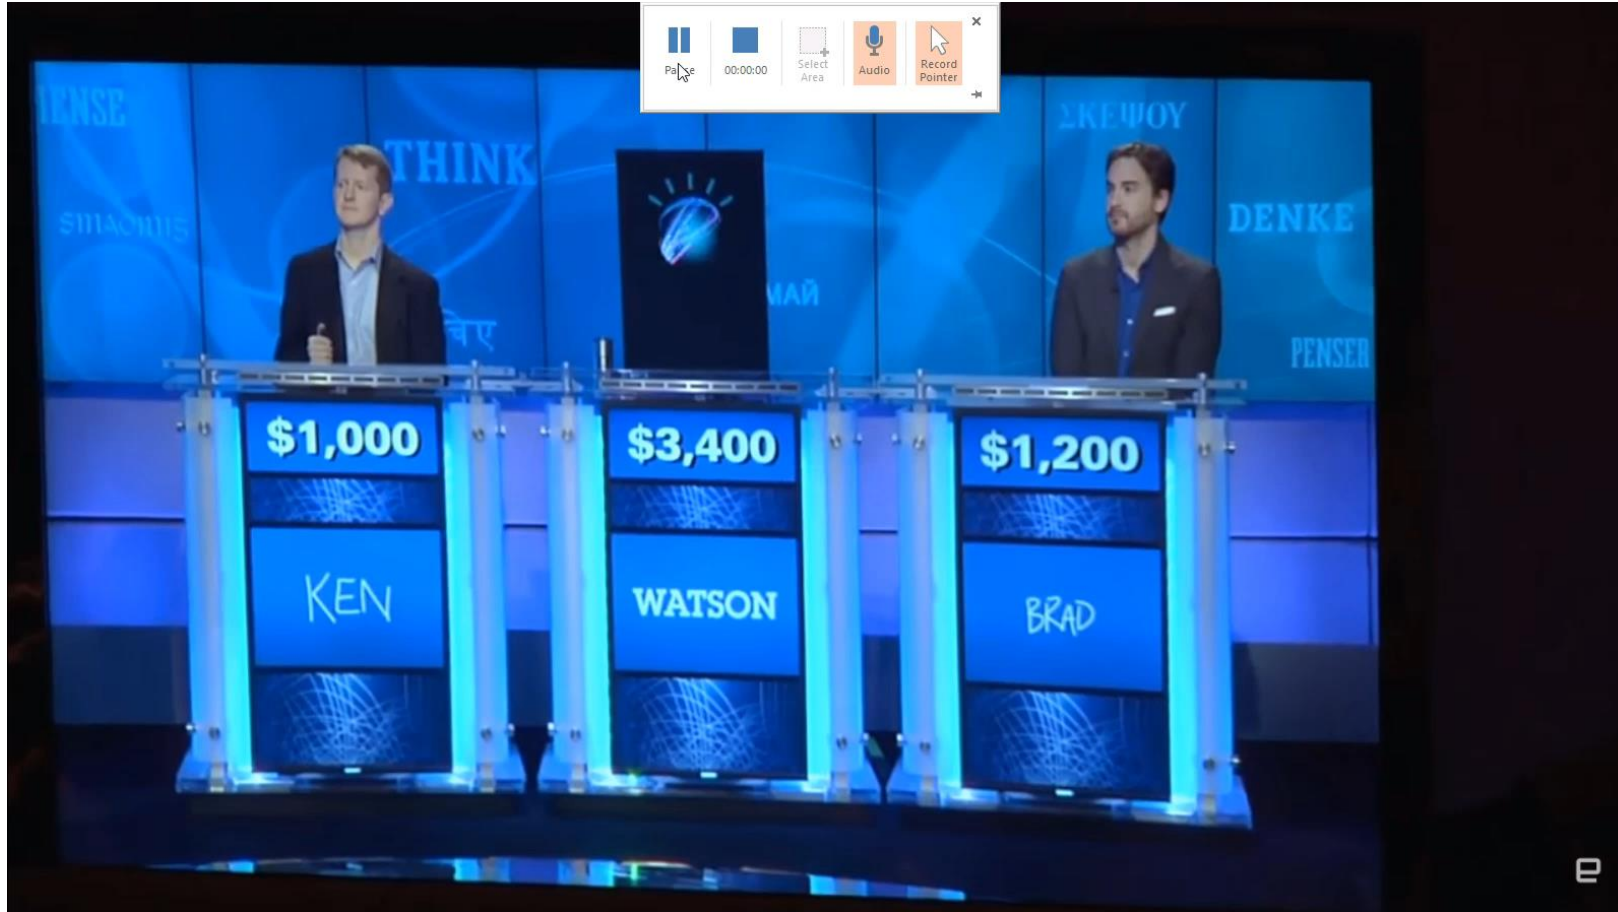 Pause
00:00:00
Select
Area
Audio
Record
Pointer
ΣΚΕΨΟΥ
THINK
DENKE
МАЙ
चिए
PENSER
$1,000
$3,400
$1,200
KEN
WATSON
BRAD
e